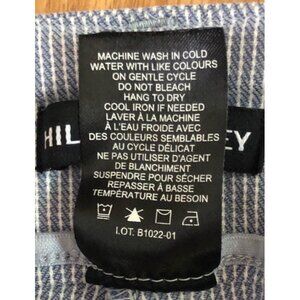 MACHINE WASH IN COLD
WATER WITH LIKE COLOURS
ON GENTLE CYCLE
DO NOT BLEACH
HANG TO DRY
COOL IRON IF NEEDED
LAVER À LA MACHINE
À L'EAU FROIDE AVEC
DES COULEURS SEMBLABLES
AU CYCLE DÉLICAT
NE PAS UTILISER D'AGENT
DE BLANCHIMENT
SUSPENDRE POUR SÉCHER
REPASSER À BASSE
TEMPÉRATURE AU BESOIN
LOT. B1022-01
HIL
EY